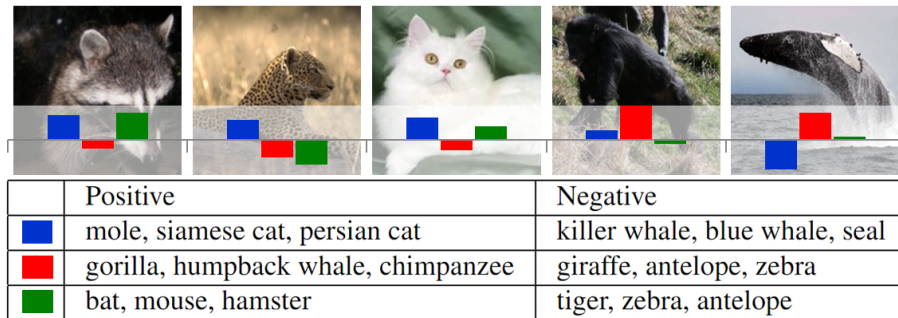 Positive Negative
mole, siamese cat, persian cat killer whale, blue whale, seal
gorilla, humpback whale, chimpanzee giraffe, antelope, zebra
bat, mouse, hamster tiger, zebra, antelope